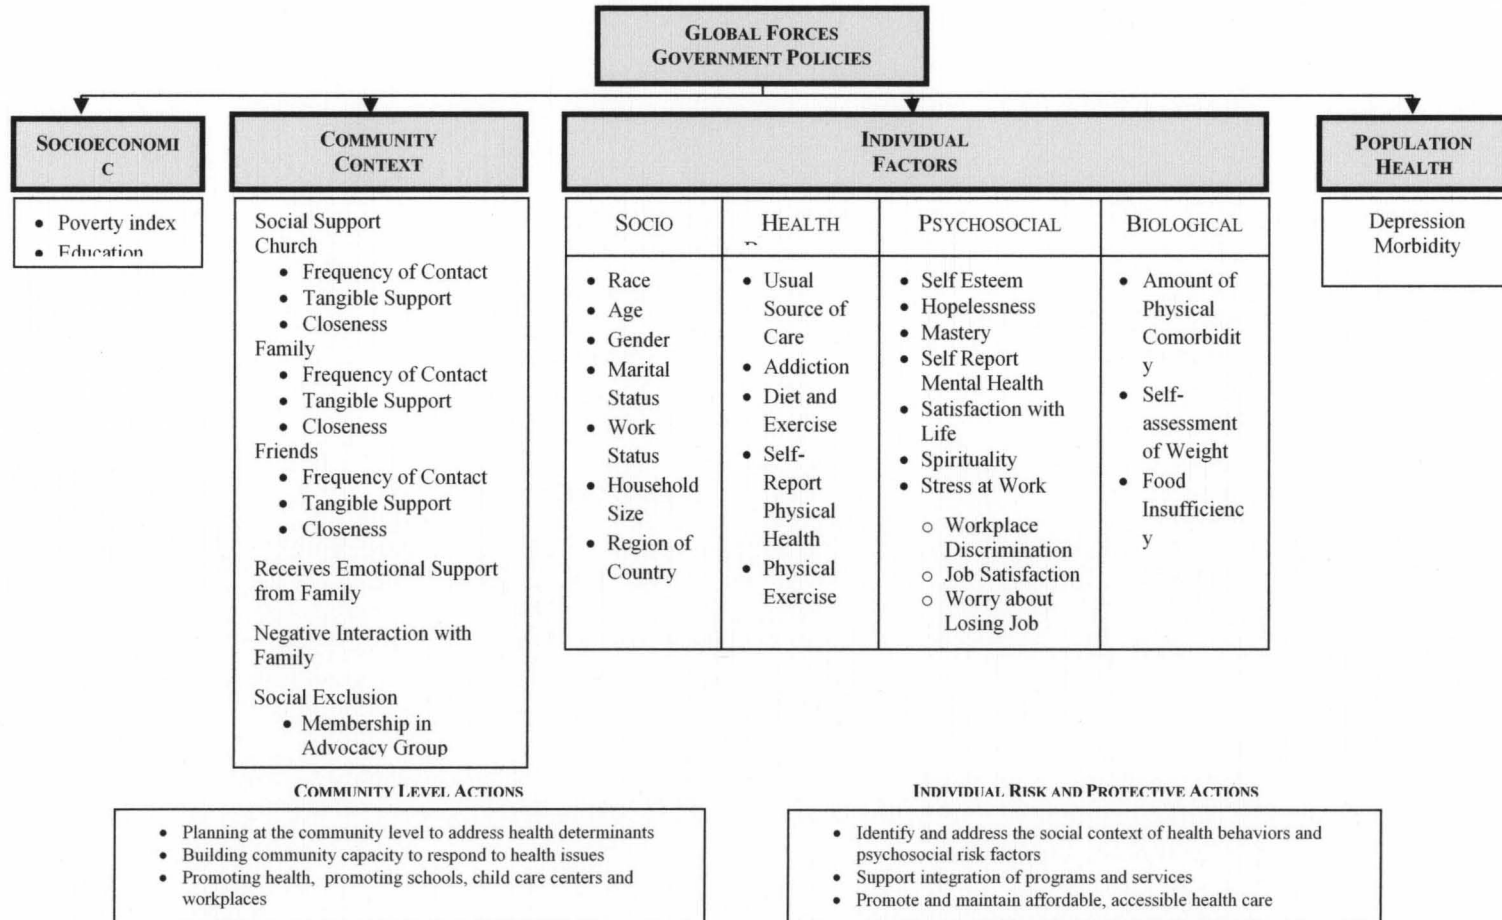 GLOBAL FORCES
GOVERNMENT POLICIES
SOCIOECONOMI
C
COMMUNITY
CONTEXT
INDIVIDUAL
FACTORS
POPULATION
HEALTH
• Poverty index
• Education
Social Support
Church
• Frequency of Contact
• Tangible Support
• Closeness
Family
• Frequency of Contact
• Tangible Support
• Closeness
Friends
• Frequency of Contact
• Tangible Support
• Closeness
Receives Emotional Support
from Family
Negative Interaction with
Family
Social Exclusion
• Membership in
Advocacy Group
SOCIO
• Race
• Age
• Gender
• Marital
Status
• Work
Status
• Household
Size
• Region of
Country
HEALTH
• Usual
Source of
Care
• Addiction
• Diet and
Exercise
• Self-
Report
Physical
Health
• Physical
Exercise
PSYCHOSOCIAL
• Self Esteem
• Hopelessness
• Mastery
• Self Report
Mental Health
• Satisfaction with
Life
• Spirituality
• Stress at Work
o Workplace
Discrimination
o Job Satisfaction
o Worry about
Losing Job
BIOLOGICAL
• Amount of
Physical
Comorbidit
y
• Self-
assessment
of Weight
• Food
Insufficienc
y
Depression
Morbidity
COMMUNITY LEVEL ACTIONS
• Planning at the community level to address health determinants
• Building community capacity to respond to health issues
• Promoting health, promoting schools, child care centers and
workplaces
INDIVIDUAL RISK AND PROTECTIVE ACTIONS
• Identify and address the social context of health behaviors and
psychosocial risk factors
• Support integration of programs and services
• Promote and maintain affordable, accessible health care